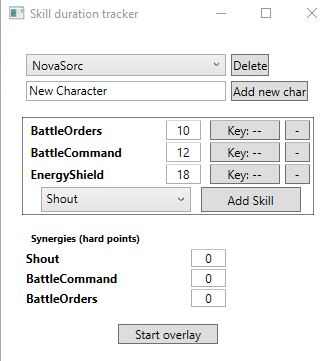 Skill duration tracker
NovaSorc Delete
New Character Add new char
BattleOrders 10 Key: -- -
BattleCommand 12 Key: -- -
EnergyShield 18 Key: -- -
Shout Add Skill
Synergies (hard points)
Shout 0
BattleCommand 0
BattleOrders 0
Start overlay